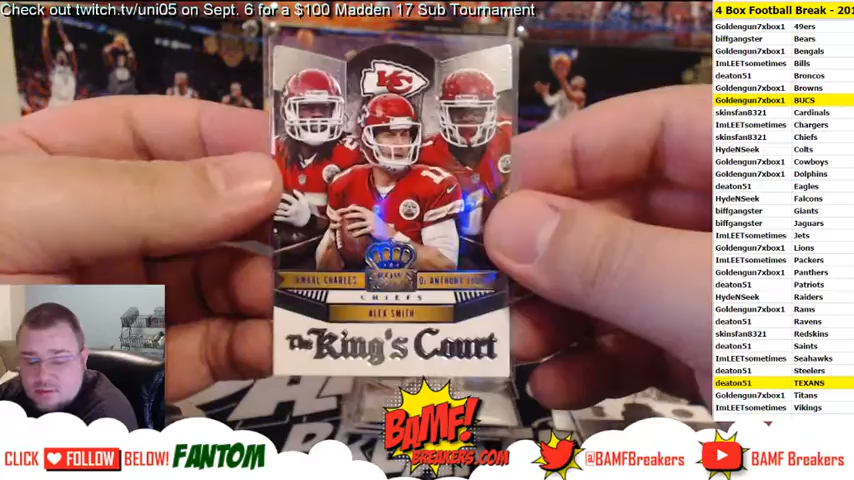 Check out twitch.tv/uni05 on Sept. 6 for a $100 Madden 17 Sub Tournament
4 Box Football Break - 201
Goldengun7xbox1 49ers
biffgangster Bears
Goldengun7xbox1 Bengals
ImLEETsometimes Bills
deaton51 Broncos
Goldengun7xbox1 Browns
Goldengun7xbox1 BUCS
skinsfan8321 Cardinals
ImLEETsometimes Chargers
skinsfan8321 Chiefs
HydeNSeek Colts
Goldengun7xbox1 Cowboys
Goldengun7xbox1 Dolphins
deaton51 Eagles
HydeNSeek Falcons
biffgangster Giants
biffgangster Jaguars
ImLEETsometimes Jets
Goldengun7xbox1 Lions
ImLEETsometimes Packers
Goldengun7xbox1 Panthers
deaton51 Patriots
HydeNSeek Raiders
Goldengun7xbox1 Rams
deaton51 Ravens
skinsfan8321 Redskins
deaton51 Saints
ImLEETsometimes Seahawks
deaton51 Steelers
deaton51 TEXANS
Goldengun7xbox1 Titans
ImLEETsometimes Vikings
KC
CHARLES
ANTHONY
CHIEFS
ALEX SMITH
The King's Court
BAMF!
BREAKERS.COM
CLICK FOLLOW BELOW! FANTOM
@BAMFBreakers
BAMF Breakers